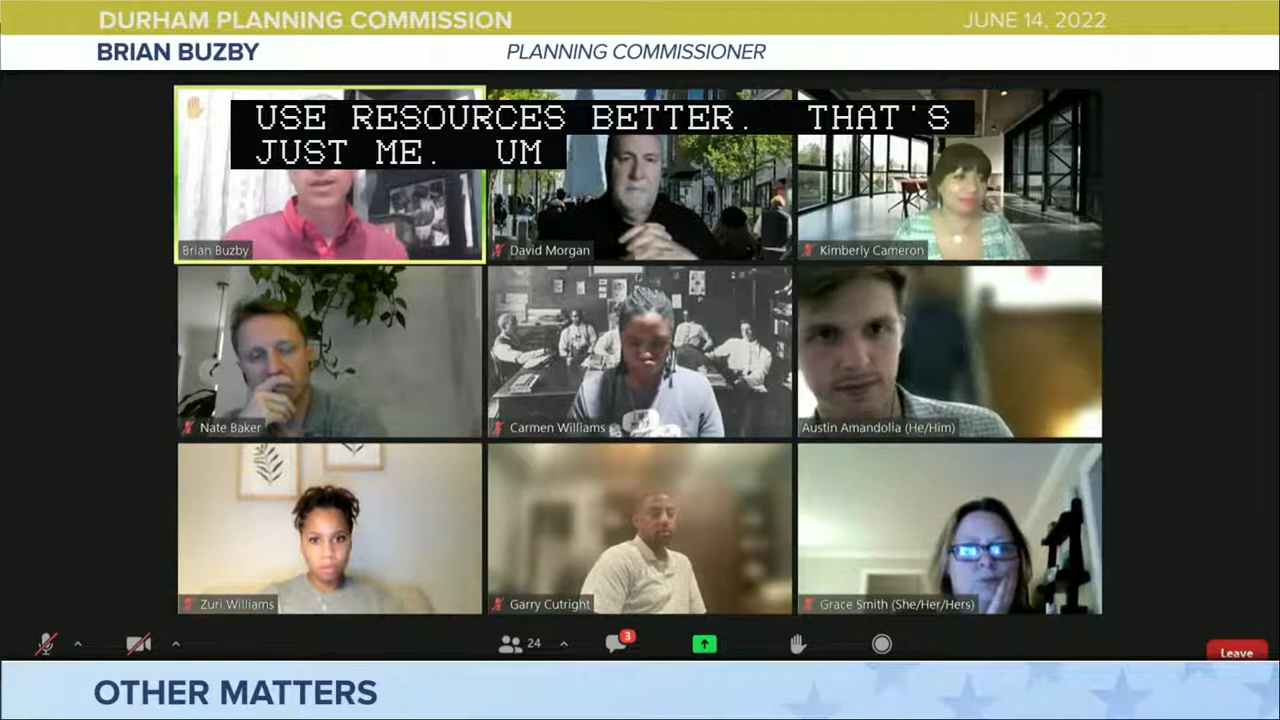 DURHAM PLANNING COMMISSION
JUNE 14, 2022
BRIAN BUZBY
PLANNING COMMISSIONER
USE RESOURCES BETTER. THAT'S
JUST ME. UM
Brian Buzby
David Morgan
Kimberly Cameron
Nate Baker
Carmen Williams
Austin Amandolia (He/Him)
Zuri Williams
Garry Cutright
Grace Smith (She/Her/Hers)
24
3
Leave
OTHER MATTERS